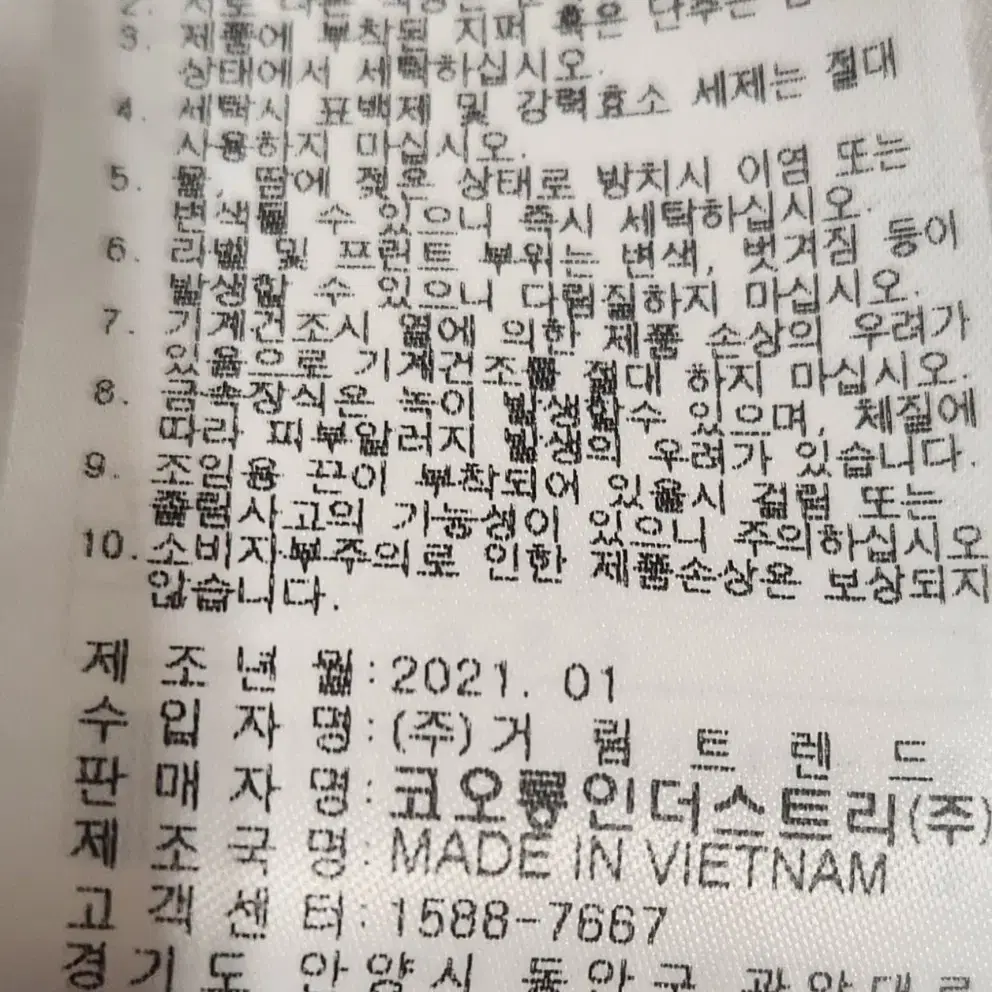 3. 제품에 부착된 지퍼 혹은 단추는
상태에서 세탁하십시오.
4. 세탁시 표백제 및 강력효소 세제는 절대
사용하지 마십시오.
5. 물, 땀에 젖은 상태로 방치시 이염 또는
변색될 수 있으니 즉시 세탁하십시오.
6. 라벨 및 프린트 부위는 변색, 벗겨짐 등이
발생할 수 있으니 다림질하지 마십시오.
7. 기계건조시 열에 의한 제품 손상의 우려가
있음으로 기계건조를 절대 하지 마십시오.
8. 금속장식은 녹이 발생할수 있으며, 체질에
따라 피부알러지 발생의 우려가 있습니다.
9. 조임용 끈이 부착되어 있을시 걸림 또는
졸림사고의 가능성이 있으니 주의하십시오
10. 소비자부주의로 인한 제품손상은 보상되지
않습니다.
제 조 년 월: 2021. 01
수 입 자 명: (주) 거 림 트 렌 드
판 매 자 명: 코오롱인더스트리(주)
제 조 국 명: MADE IN VIETNAM
고 객 센 터: 1588-7667
경 기 도 안 양 시 동 안 구 관 악 대 로